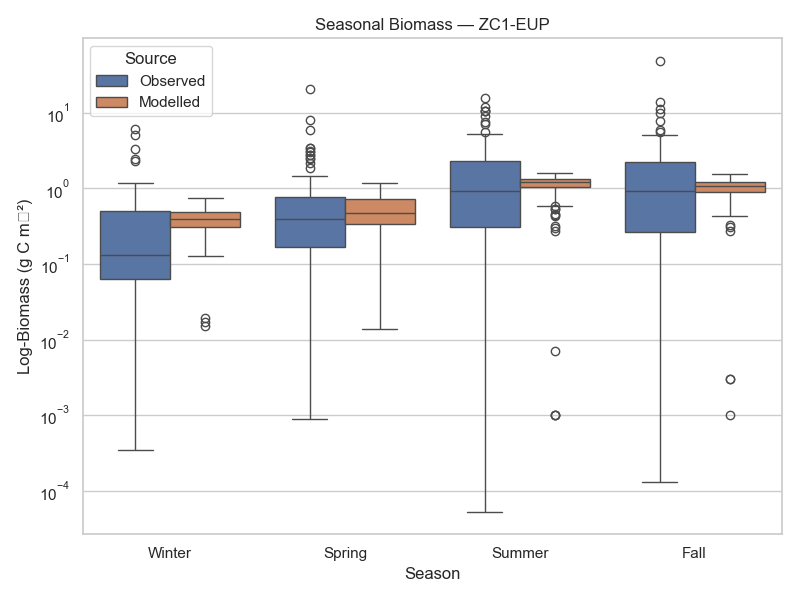 Seasonal Biomass — ZC1-EUP
Source
Observed
Modelled
10¹
10⁰
10⁻¹
10⁻²
10⁻³
10⁻⁴
Log-Biomass (g C m□²)
Winter
Spring
Summer
Fall
Season